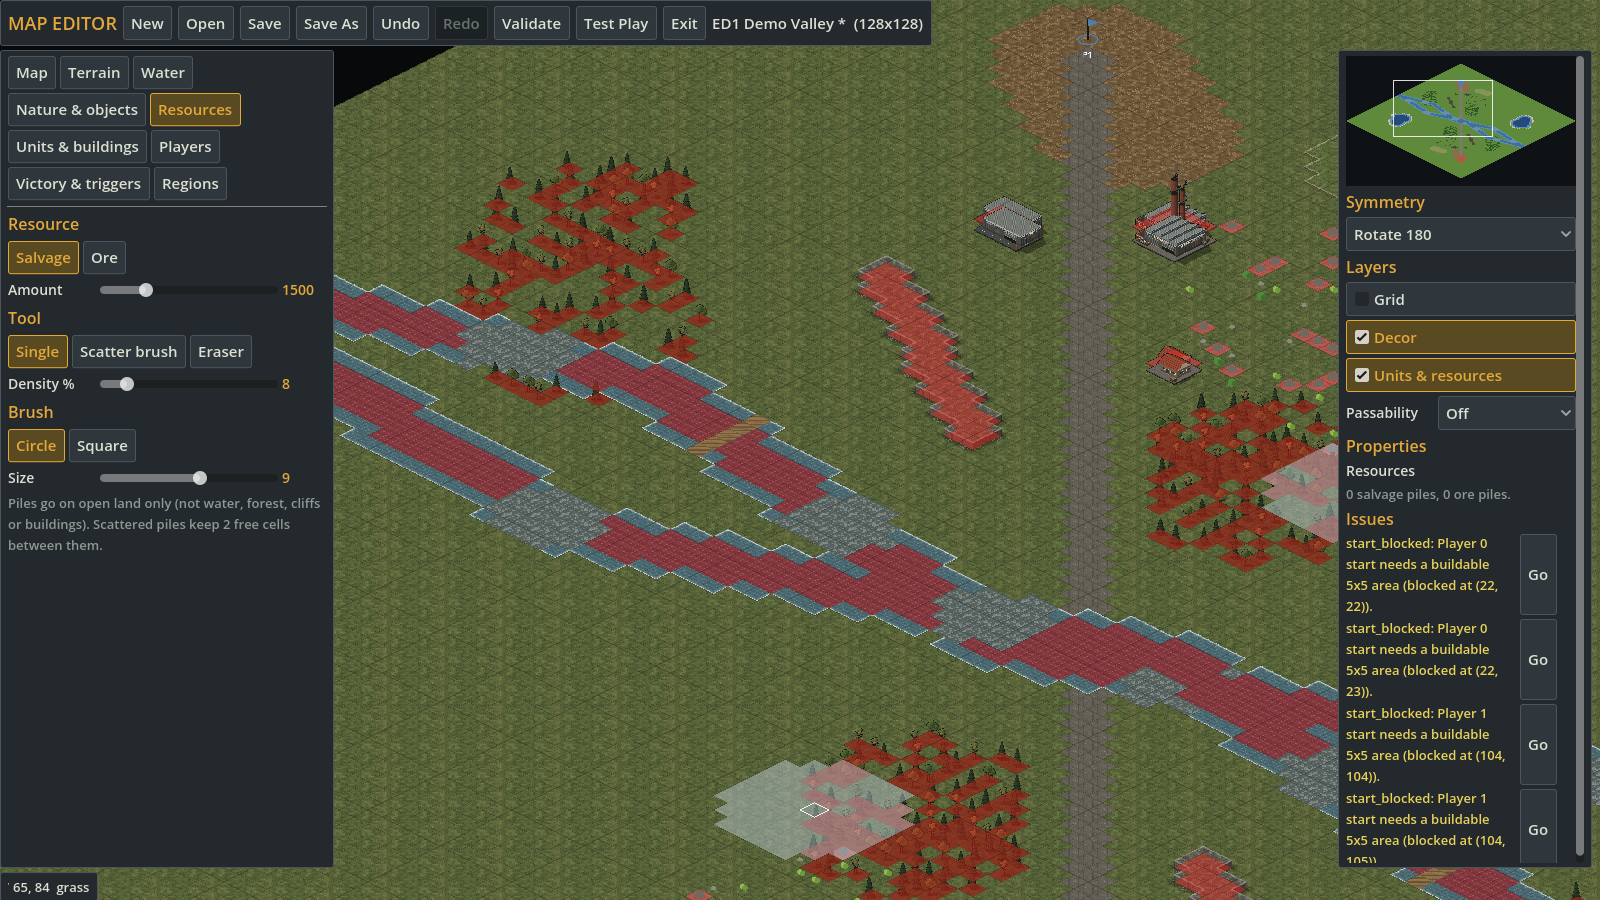 MAP EDITOR New Open Save Save As Undo Redo Validate Test Play Exit ED1 Demo Valley * (128x128)
Map Terrain Water
Nature & objects Resources
Units & buildings Players
Victory & triggers Regions
Resource
Salvage Ore
Amount 1500
Tool
Single Scatter brush Eraser
Density % 8
Brush
Circle Square
Size 9
Piles go on open land only (not water, forest, cliffs
or buildings). Scattered piles keep 2 free cells
between them.
65, 84 grass
Symmetry
Rotate 180
Layers
Grid
Decor
Units & resources
Passability Off
Properties
Resources
0 salvage piles, 0 ore piles.
Issues
start_blocked: Player 0
start needs a buildable
5x5 area (blocked at (22,
22)).
Go
start_blocked: Player 0
start needs a buildable
5x5 area (blocked at (22,
23)).
Go
start_blocked: Player 1
start needs a buildable
5x5 area (blocked at (104,
104)).
Go
start_blocked: Player 1
start needs a buildable
5x5 area (blocked at (104,
105)).
Go